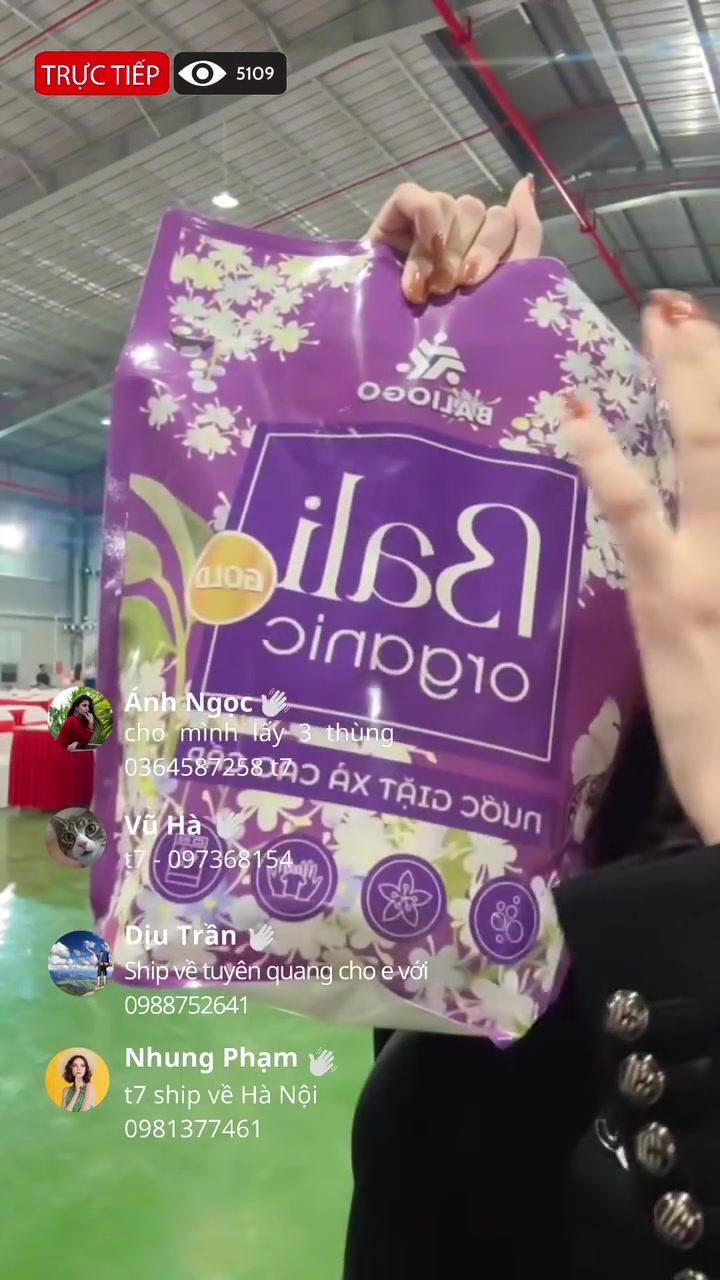 TRỰC TIẾP 5109
BALIOGO
Bali
GOLD
organic
NƯỚC GIẶT XẢ CAO CẤP
Ánh Ngọc
cho mình lấy 3 thùng
0364587258 t7
Vũ Hà
t7 - 097368154
Dịu Trần
Ship về tuyên quang cho e với
0988752641
Nhung Phạm
t7 ship về Hà Nội
0981377461